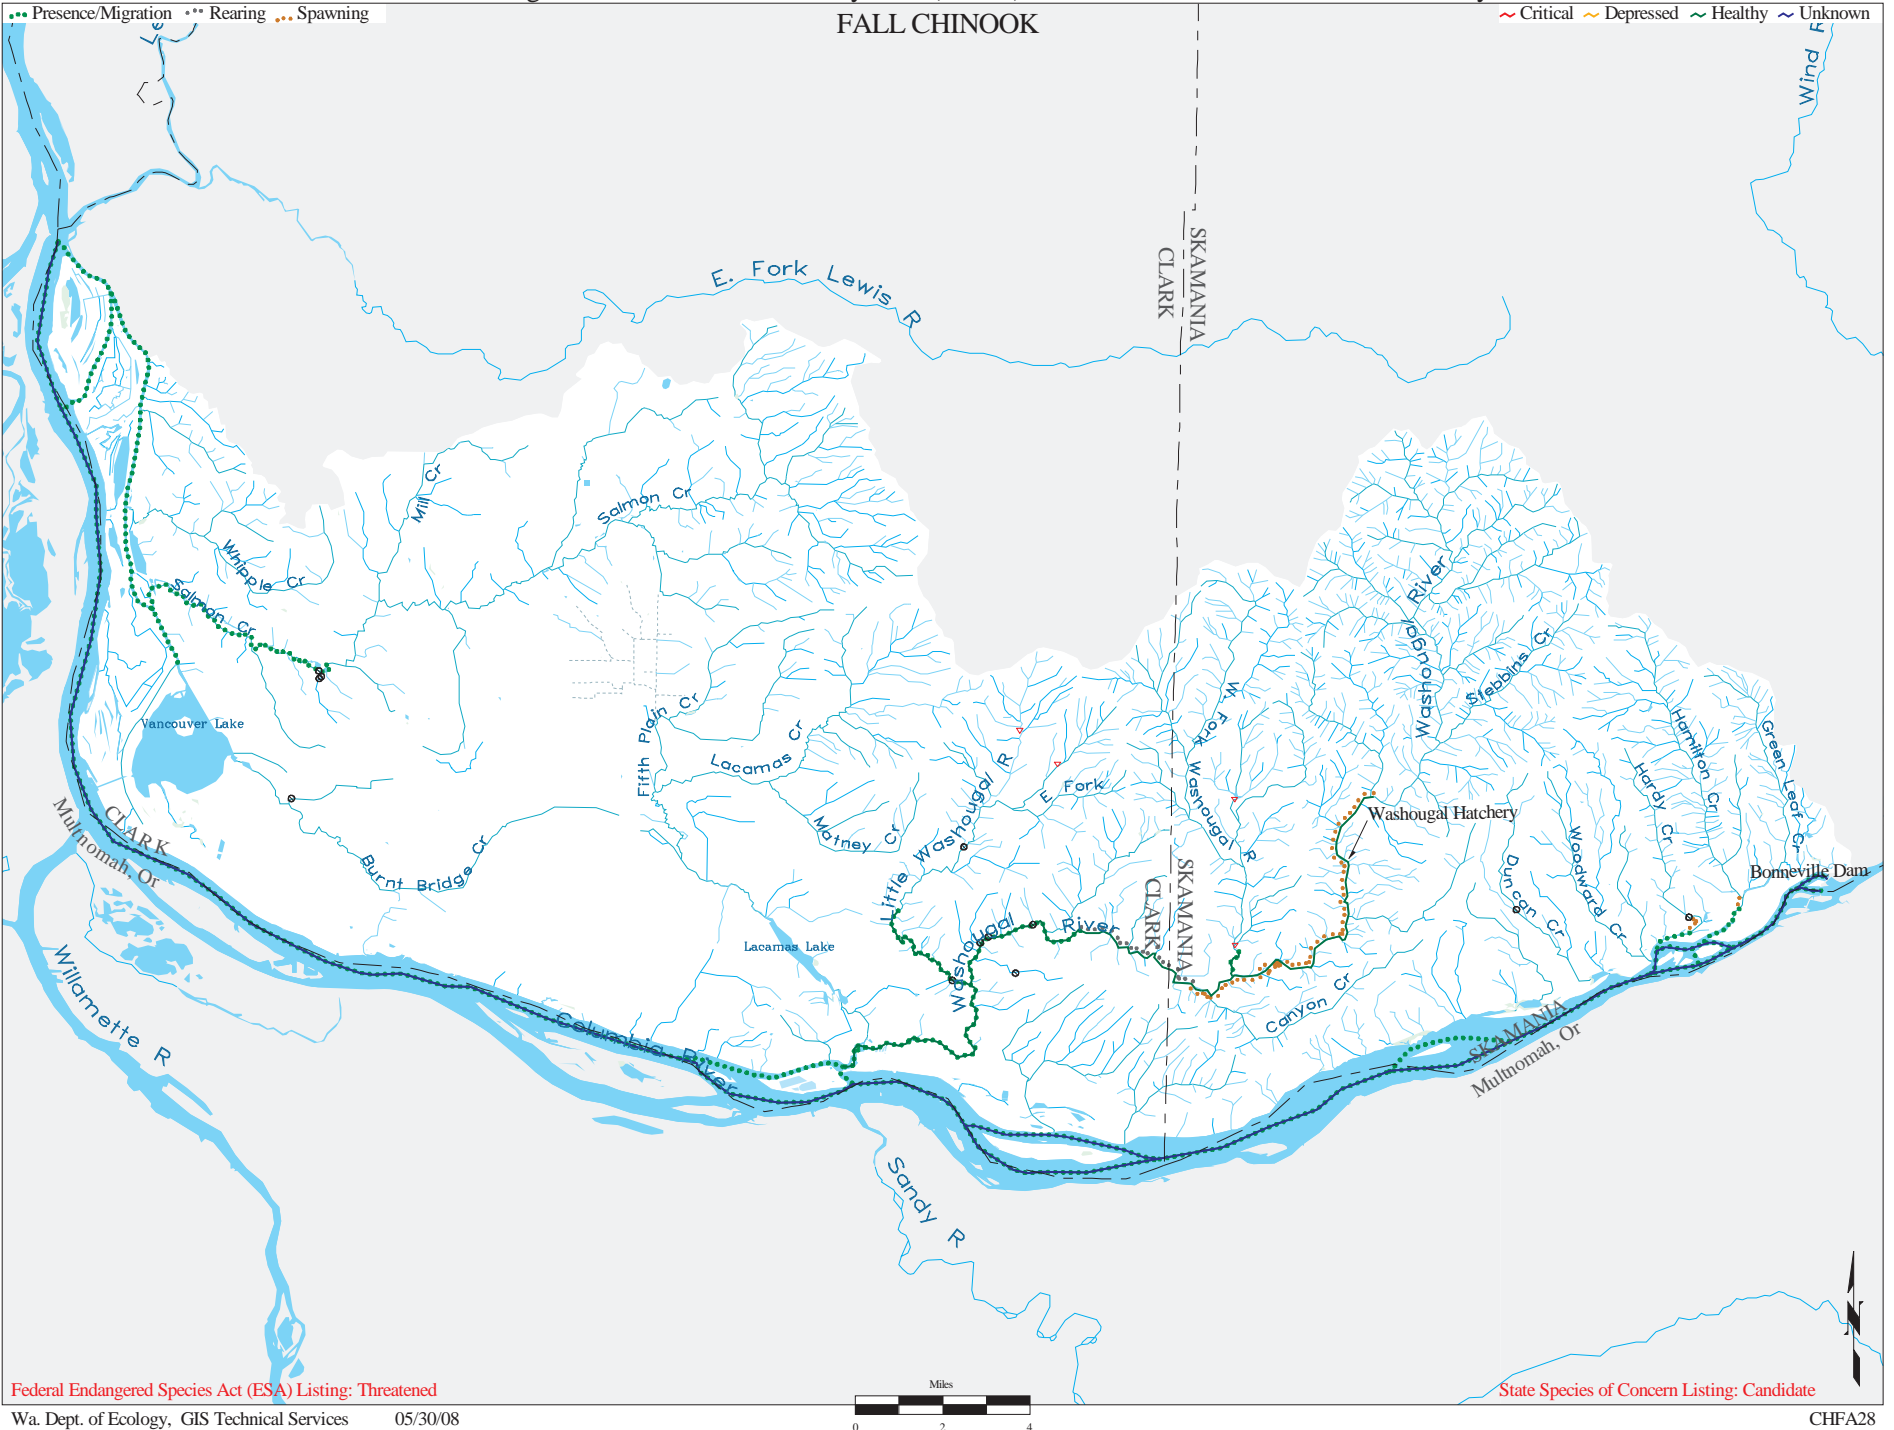 Presence/Migration Rearing Spawning
Critical Depressed Healthy Unknown
FALL CHINOOK
Wind R
SKAMANIA
CLARK
E. Fork Lewis R
Mill Cr
Salmon Cr
Whipple Cr
Salmon Cr
Washougal River
Stebbins Cr
W Fork Washougal R
Vancouver Lake
Fifth Plain Cr
Lacamas Cr
Little Washougal R
E Fork
Hamilton Cr
Green Leaf Cr
Hardy Cr
Matney Cr
Burnt Bridge Cr
Washougal Hatchery
Woodward Cr
Duncan Cr
Bonneville Dam
CLARK
Multnomah, Or
SKAMANIA
CLARK
Lacamas Lake
Washougal River
Canyon Cr
Willamette R
Columbia River
SKAMANIA
Multnomah, Or
Sandy R
N
Federal Endangered Species Act (ESA) Listing: Threatened
Miles
0 2 4
State Species of Concern Listing: Candidate
Wa. Dept. of Ecology, GIS Technical Services 05/30/08
CHFA28